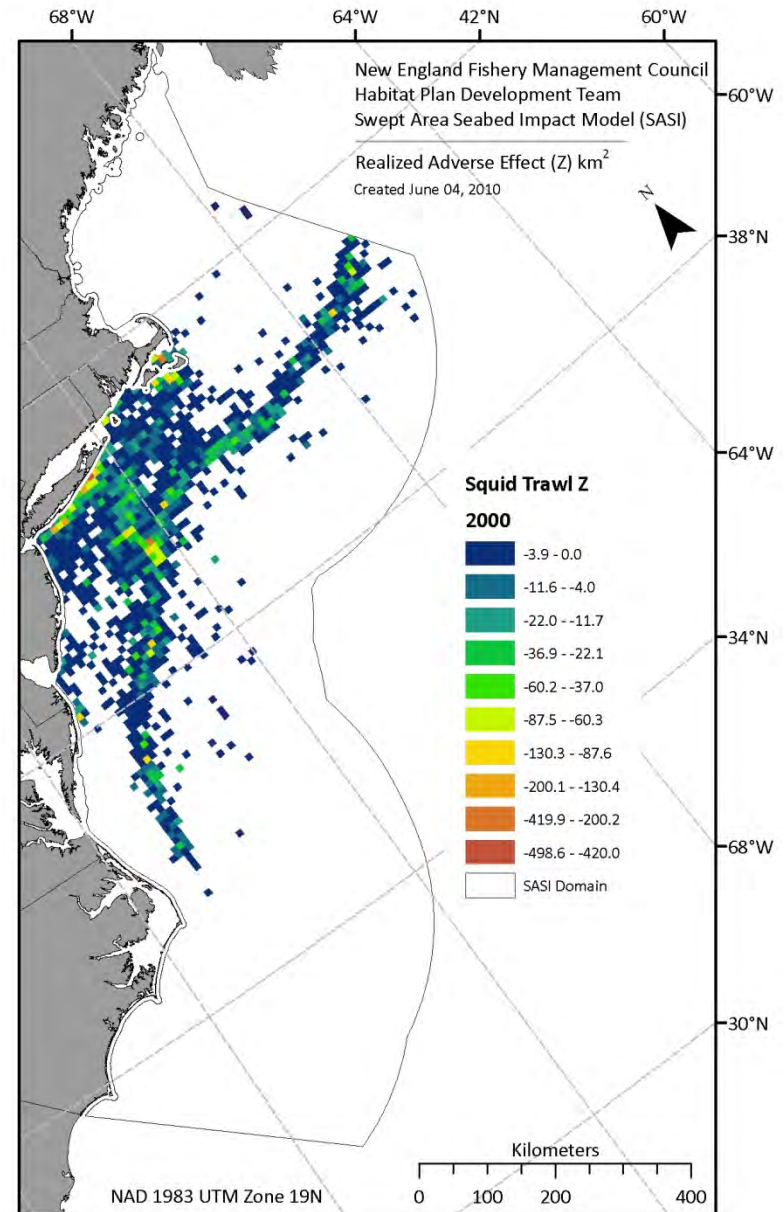 68°W 64°W 42°N 60°W
New England Fishery Management Council
Habitat Plan Development Team
Swept Area Seabed Impact Model (SASI)
Realized Adverse Effect (Z) km²
Created June 04, 2010
N
60°W
38°N
64°W
34°N
68°W
30°N
Squid Trawl Z
2000
-3.9 - 0.0
-11.6 - -4.0
-22.0 - -11.7
-36.9 - -22.1
-60.2 - -37.0
-87.5 - -60.3
-130.3 - -87.6
-200.1 - -130.4
-419.9 - -200.2
-498.6 - -420.0
SASI Domain
Kilometers
0 100 200 400
NAD 1983 UTM Zone 19N